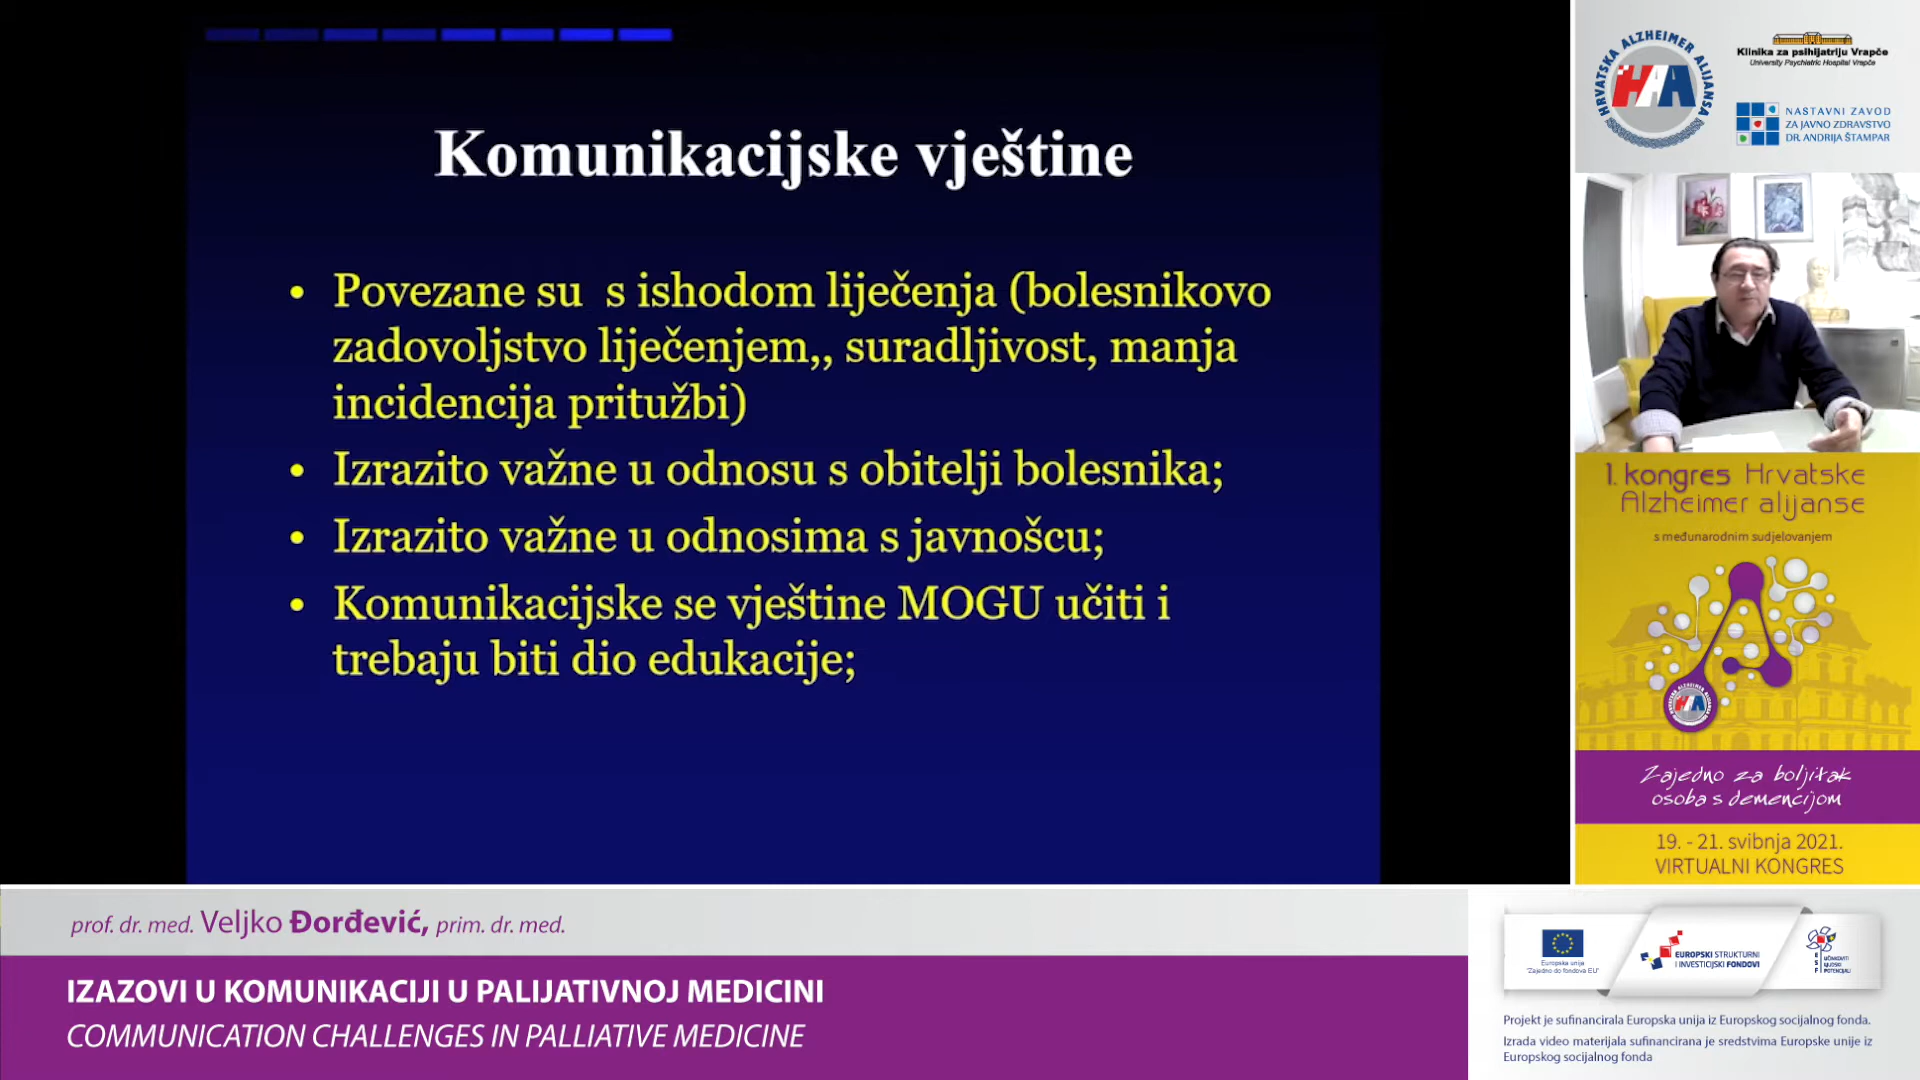 Komunikacijske vještine
• Povezane su  s ishodom liječenja (bolesnikovo
zadovoljstvo liječenjem,, suradljivost, manja
incidencija pritužbi)
• Izrazito važne u odnosu s obitelji bolesnika;
• Izrazito važne u odnosima s javnošcu;
• Komunikacijske se vještine MOGU učiti i
trebaju biti dio edukacije;
HRVATSKA ALZHEIMER ALIJANSA
HAA
Klinika za psihijatriju Vrapče
University Psychiatric Hospital Vrapče
NASTAVNI ZAVOD
ZA JAVNO ZDRAVSTVO
DR. ANDRIJA ŠTAMPAR
1. kongres Hrvatske
Alzheimer alijanse
s međunarodnim sudjelovanjem
Zajedno za boljitak
osoba s demencijom
19. - 21. svibnja 2021.
VIRTUALNI KONGRES
prof. dr. med. Veljko Đorđević, prim. dr. med.
IZAZOVI U KOMUNIKACIJI U PALIJATIVNOJ MEDICINI
COMMUNICATION CHALLENGES IN PALLIATIVE MEDICINE
Europska unija
"Zajedno do fondova EU"
EUROPSKI STRUKTURNI
I INVESTICIJSKI FONDOVI
ESF
UČINKOVITI
LJUDSKI
POTENCIJALI
Projekt je sufinancirala Europska unija iz Europskog socijalnog fonda.
Izrada video materijala sufinancirana je sredstvima Europske unije iz
Europskog socijalnog fonda